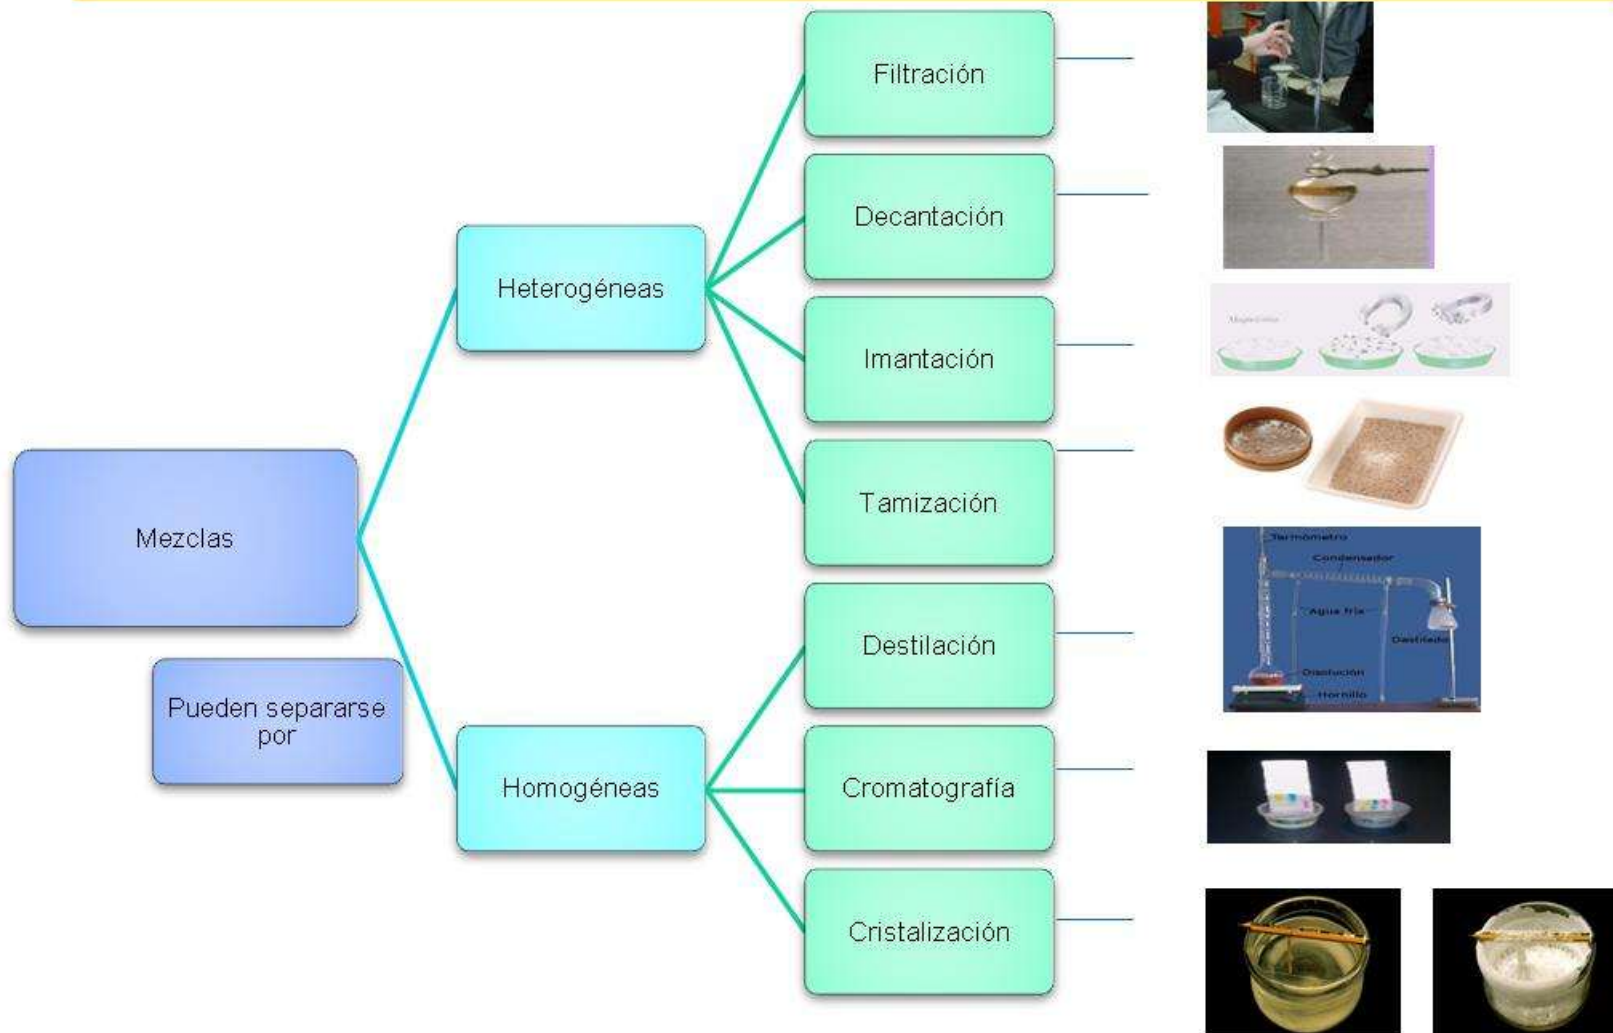 Filtración
Decantación
Heterogéneas
Imantación
Tamización
Mezclas
Pueden separarse
por
Homogéneas
Destilación
Cromatografía
Cristalización
Termómetro
Condensador
Agua fría
Destilado
Disolución
Hornillo